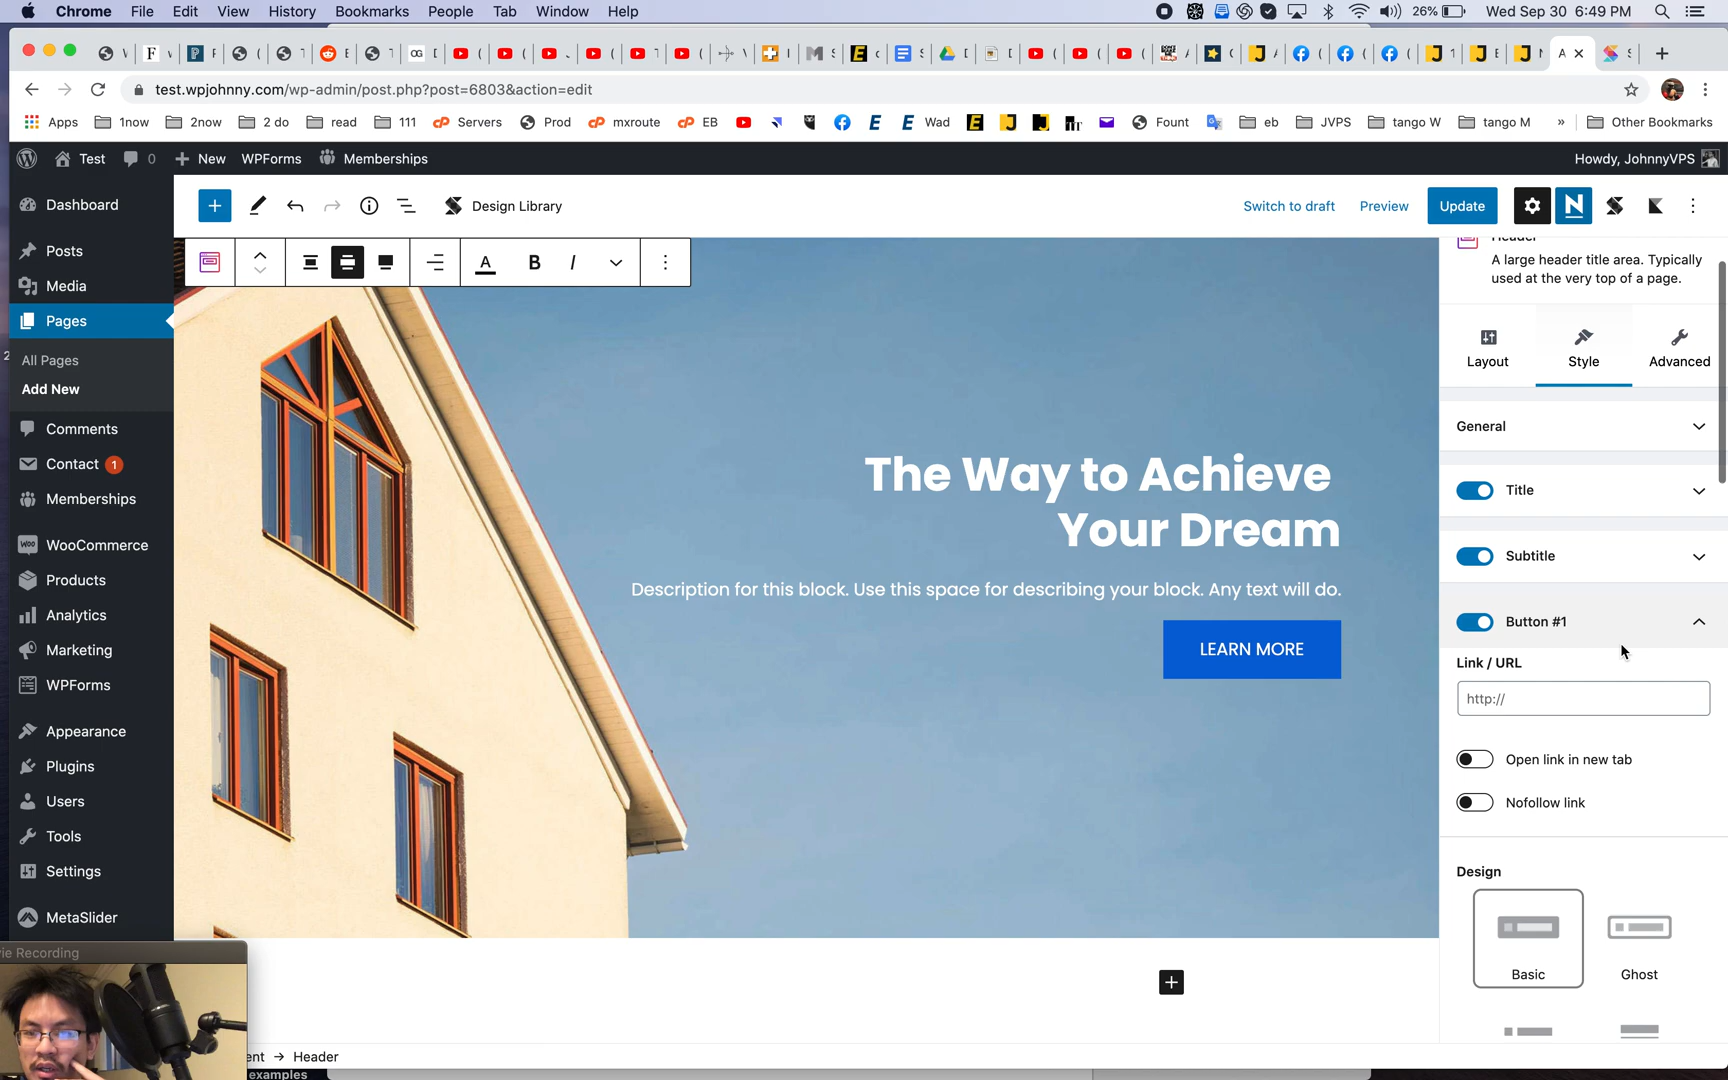 Chrome File Edit View History Bookmarks People Tab Window Help 26% Wed Sep 30 6:49 PM
test.wpjohnny.com/wp-admin/post.php?post=6803&action=edit
Apps 1now 2now 2 do read 111 Servers Prod mxroute EB Wad Fount eb JVPS tango W tango M » Other Bookmarks
Test 0 New WPForms Memberships Howdy, JohnnyVPS
Design Library Switch to draft Preview Update
Dashboard
Posts
Media
Pages
All Pages
Add New
Comments
Contact 1
Memberships
WooCommerce
Products
Analytics
Marketing
WPForms
Appearance
Plugins
Users
Tools
Settings
MetaSlider
The Way to Achieve
Your Dream
Description for this block. Use this space for describing your block. Any text will do.
LEARN MORE
Header
A large header title area. Typically
used at the very top of a page.
Layout Style Advanced
General
Title
Subtitle
Button #1
Link / URL
http://
Open link in new tab
Nofollow link
Design
Basic Ghost
ie Recording
ent → Header
examples